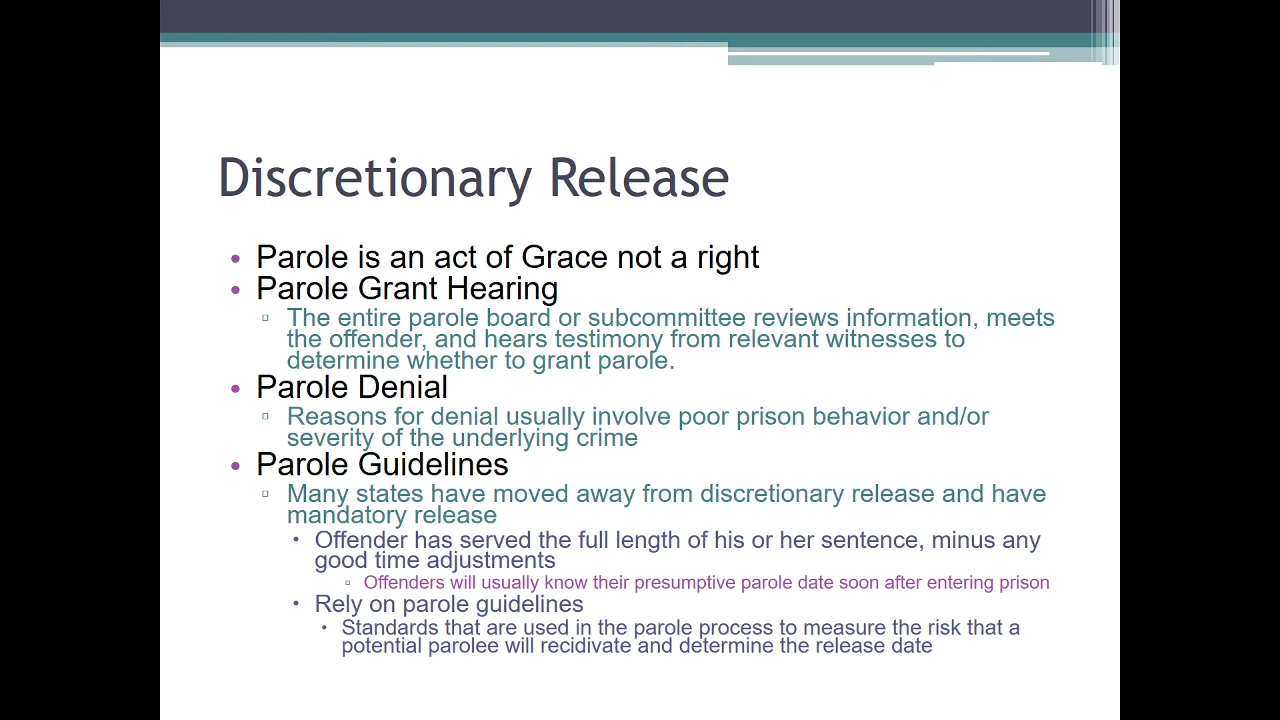 Discretionary Release
• Parole is an act of Grace not a right
• Parole Grant Hearing
▫ The entire parole board or subcommittee reviews information, meets
the offender, and hears testimony from relevant witnesses to
determine whether to grant parole.
• Parole Denial
▫ Reasons for denial usually involve poor prison behavior and/or
severity of the underlying crime
• Parole Guidelines
▫ Many states have moved away from discretionary release and have
mandatory release
• Offender has served the full length of his or her sentence, minus any
good time adjustments
▫ Offenders will usually know their presumptive parole date soon after entering prison
• Rely on parole guidelines
• Standards that are used in the parole process to measure the risk that a
potential parolee will recidivate and determine the release date